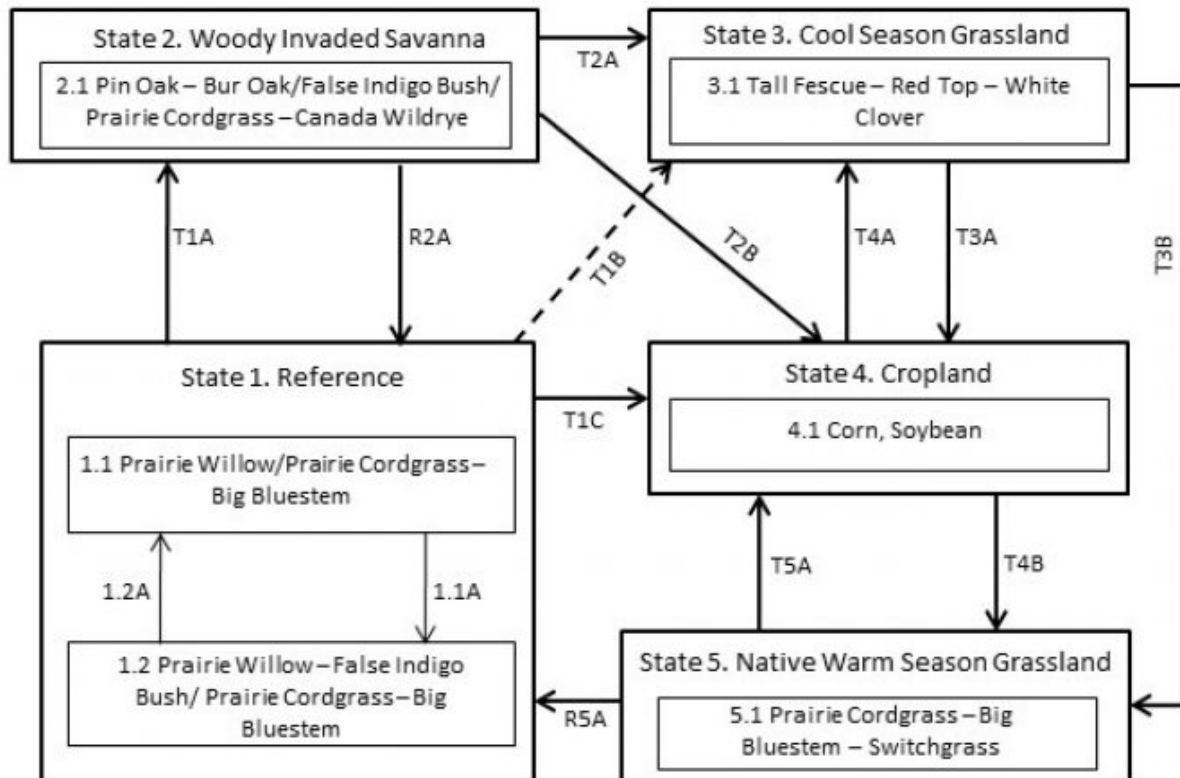 State 2. Woody Invaded Savanna
2.1 Pin Oak – Bur Oak/False Indigo Bush/
Prairie Cordgrass – Canada Wildrye
T2A
State 3. Cool Season Grassland
3.1 Tall Fescue – Red Top – White
Clover
T1A
R2A
T1B
T2B
T4A
T3A
T3B
State 1. Reference
1.1 Prairie Willow/Prairie Cordgrass –
Big Bluestem
1.2A
1.1A
1.2 Prairie Willow – False Indigo
Bush/ Prairie Cordgrass – Big
Bluestem
T1C
State 4. Cropland
4.1 Corn, Soybean
T5A
T4B
R5A
State 5. Native Warm Season Grassland
5.1 Prairie Cordgrass – Big
Bluestem – Switchgrass